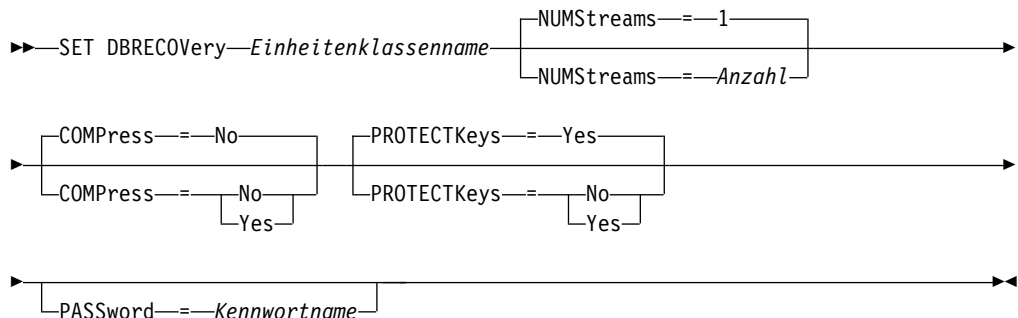 NUMStreams = 1
SET DBRECOVery Einheitenklassenname
NUMStreams = Anzahl
COMPress = No PROTECTKeys = Yes
COMPress = No PROTECTKeys = No
Yes Yes
PASSword = Kennwortname